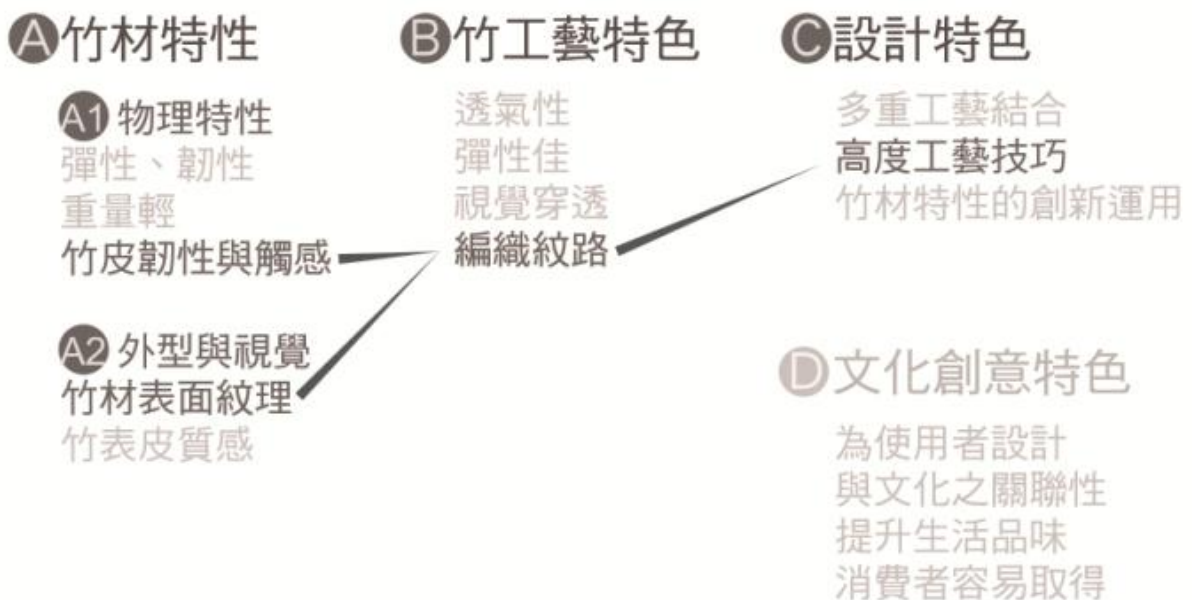 A 竹材特性
A1 物理特性
彈性、韌性
重量輕
竹皮韌性與觸感
A2 外型與視覺
竹材表面紋理
竹表皮質感
B 竹工藝特色
透氣性
彈性佳
視覺穿透
編織紋路
C 設計特色
多重工藝結合
高度工藝技巧
竹材特性的創新運用
D 文化創意特色
為使用者設計
與文化之關聯性
提升生活品味
消費者容易取得